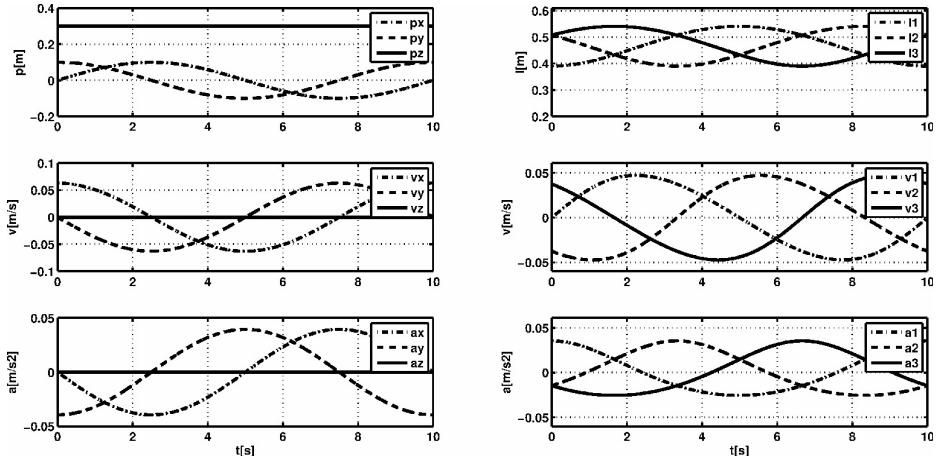 p[m]
0.4
0.2
0
−0.2
0 2 4 6 8 10
px
py
pz
l[m]
0.6
0.5
0.4
0.3
0.2
0 2 4 6 8 10
l1
l2
l3
v[m/s]
0.1
0.05
0
−0.05
−0.1
0 2 4 6 8 10
vx
vy
vz
v[m/s]
0.05
0
−0.05
0 2 4 6 8 10
v1
v2
v3
a[m/s2]
0.05
0
−0.05
0 2 4 6 8 10
t[s]
ax
ay
az
a[m/s2]
0.05
0
−0.05
0 2 4 6 8 10
t[s]
a1
a2
a3